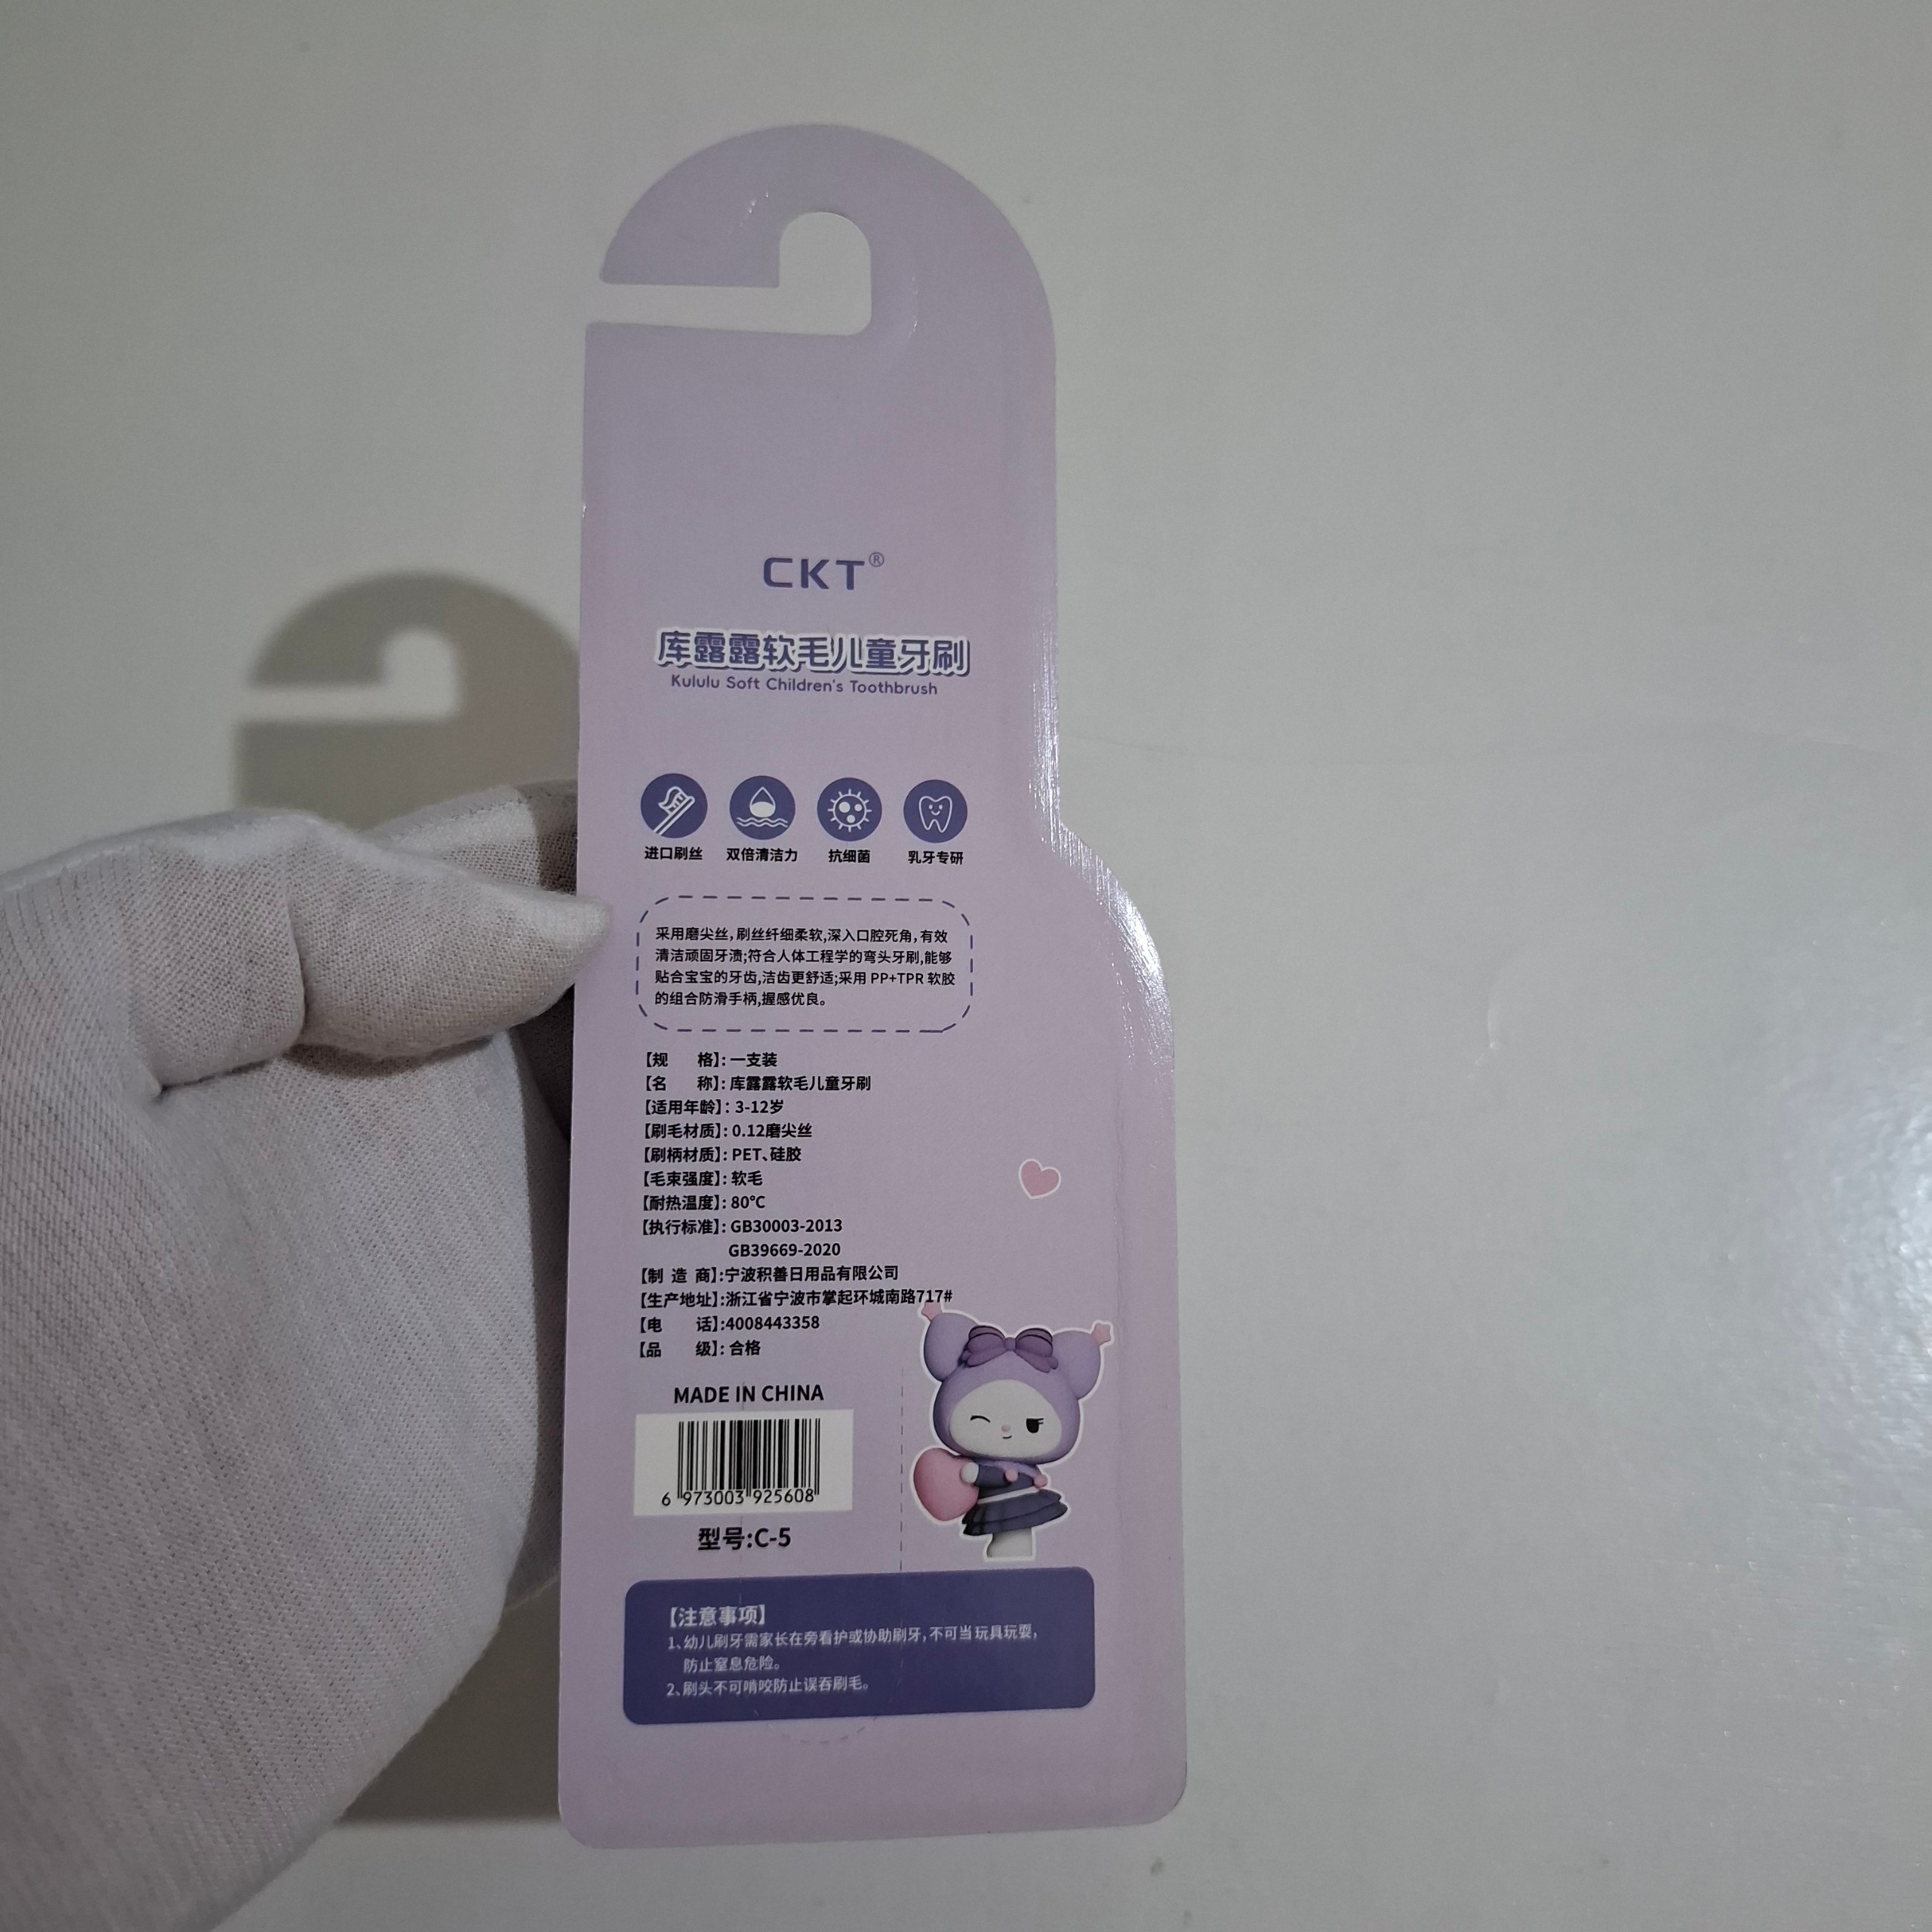 CKT®
库露露软毛儿童牙刷
Kululu Soft Children's Toothbrush
进口刷丝 双倍清洁力 抗细菌 乳牙专研
采用磨尖丝,刷丝纤细柔软,深入口腔死角,有效
清洁顽固牙渍;符合人体工程学的弯头牙刷,能够
贴合宝宝的牙齿,洁齿更舒适;采用 PP+TPR 软胶
的组合防滑手柄,握感优良。
【规 格】: 一支装
【名 称】: 库露露软毛儿童牙刷
【适用年龄】: 3-12岁
【刷毛材质】: 0.12磨尖丝
【刷柄材质】: PET、硅胶
【毛束强度】: 软毛
【耐热温度】: 80℃
【执行标准】: GB30003-2013
GB39669-2020
【制 造 商】:宁波积善日用品有限公司
【生产地址】:浙江省宁波市掌起环城南路717#
【电 话】:4008443358
【品 级】: 合格
MADE IN CHINA
6 973003 925608
型号:C-5
【注意事项】
1、幼儿刷牙需家长在旁看护或协助刷牙,不可当玩具玩耍,
防止窒息危险。
2、刷头不可啃咬防止误吞刷毛。